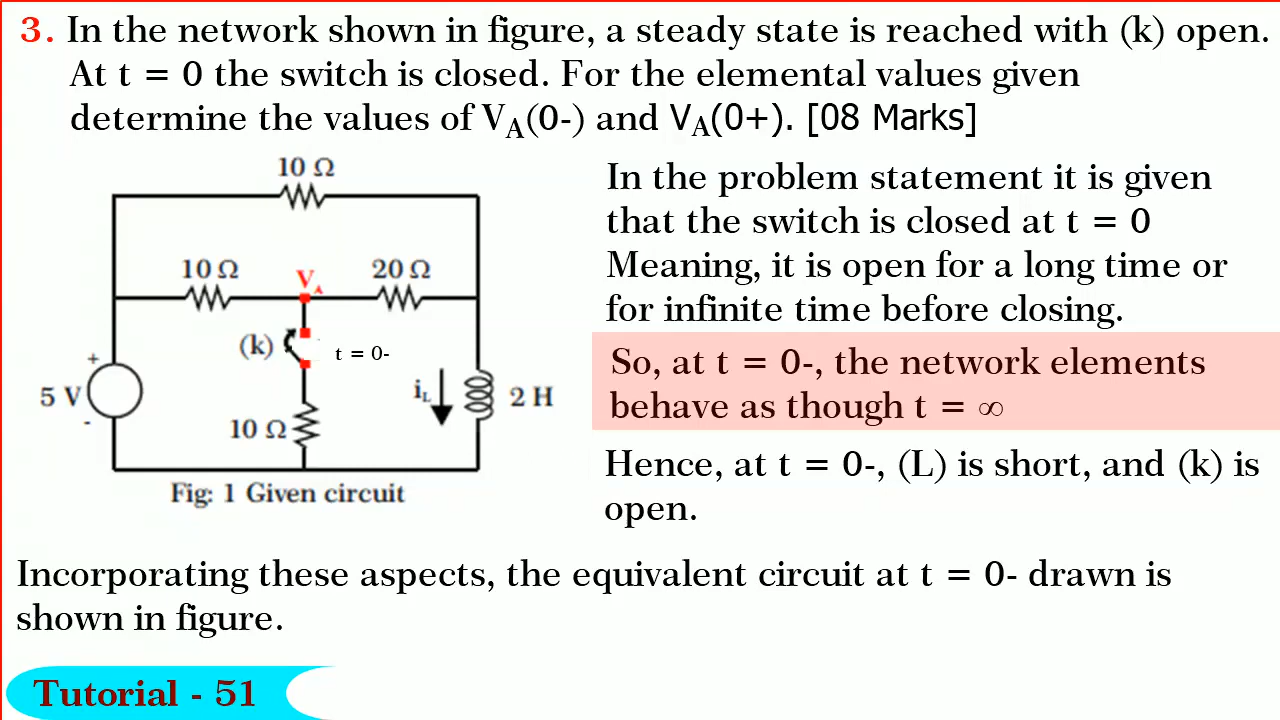 3. In the network shown in figure, a steady state is reached with (k) open.
At t = 0 the switch is closed. For the elemental values given
determine the values of VA(0-) and VA(0+). [08 Marks]
10 Ω
10 Ω
VA
20 Ω
(k)
t = 0-
+
5 V
-
10 Ω
iL
2 H
Fig: 1 Given circuit
In the problem statement it is given
that the switch is closed at t = 0
Meaning, it is open for a long time or
for infinite time before closing.
So, at t = 0-, the network elements
behave as though t = ∞
Hence, at t = 0-, (L) is short, and (k) is
open.
Incorporating these aspects, the equivalent circuit at t = 0- drawn is
shown in figure.
Tutorial - 51